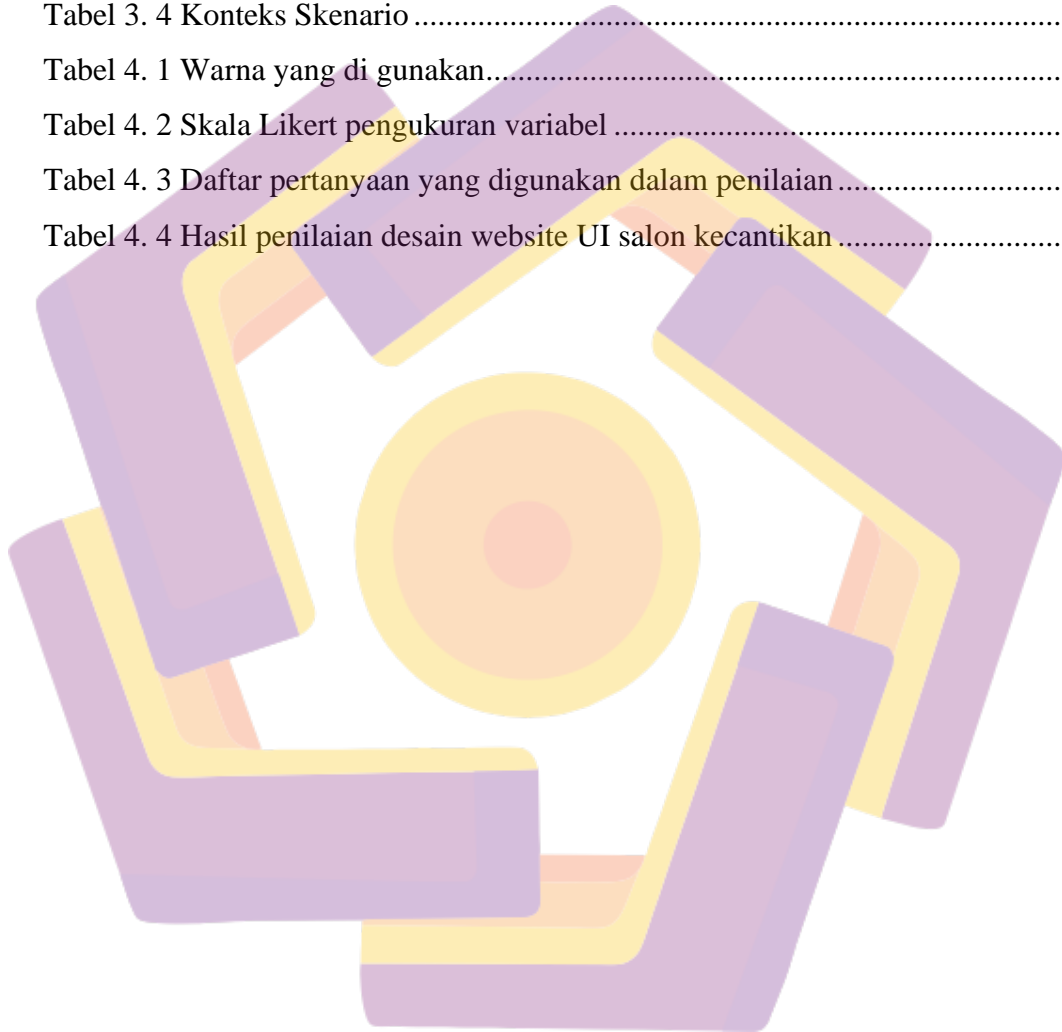 Tabel 3. 4 Konteks Skenario................................................................................
Tabel 4. 1 Warna yang di gunakan.......................................................................
Tabel 4. 2 Skala Likert pengukuran variabel.......................................................
Tabel 4. 3 Daftar pertanyaan yang digunakan dalam penilaian...........................
Tabel 4. 4 Hasil penilaian desain website UI salon kecantikan...........................